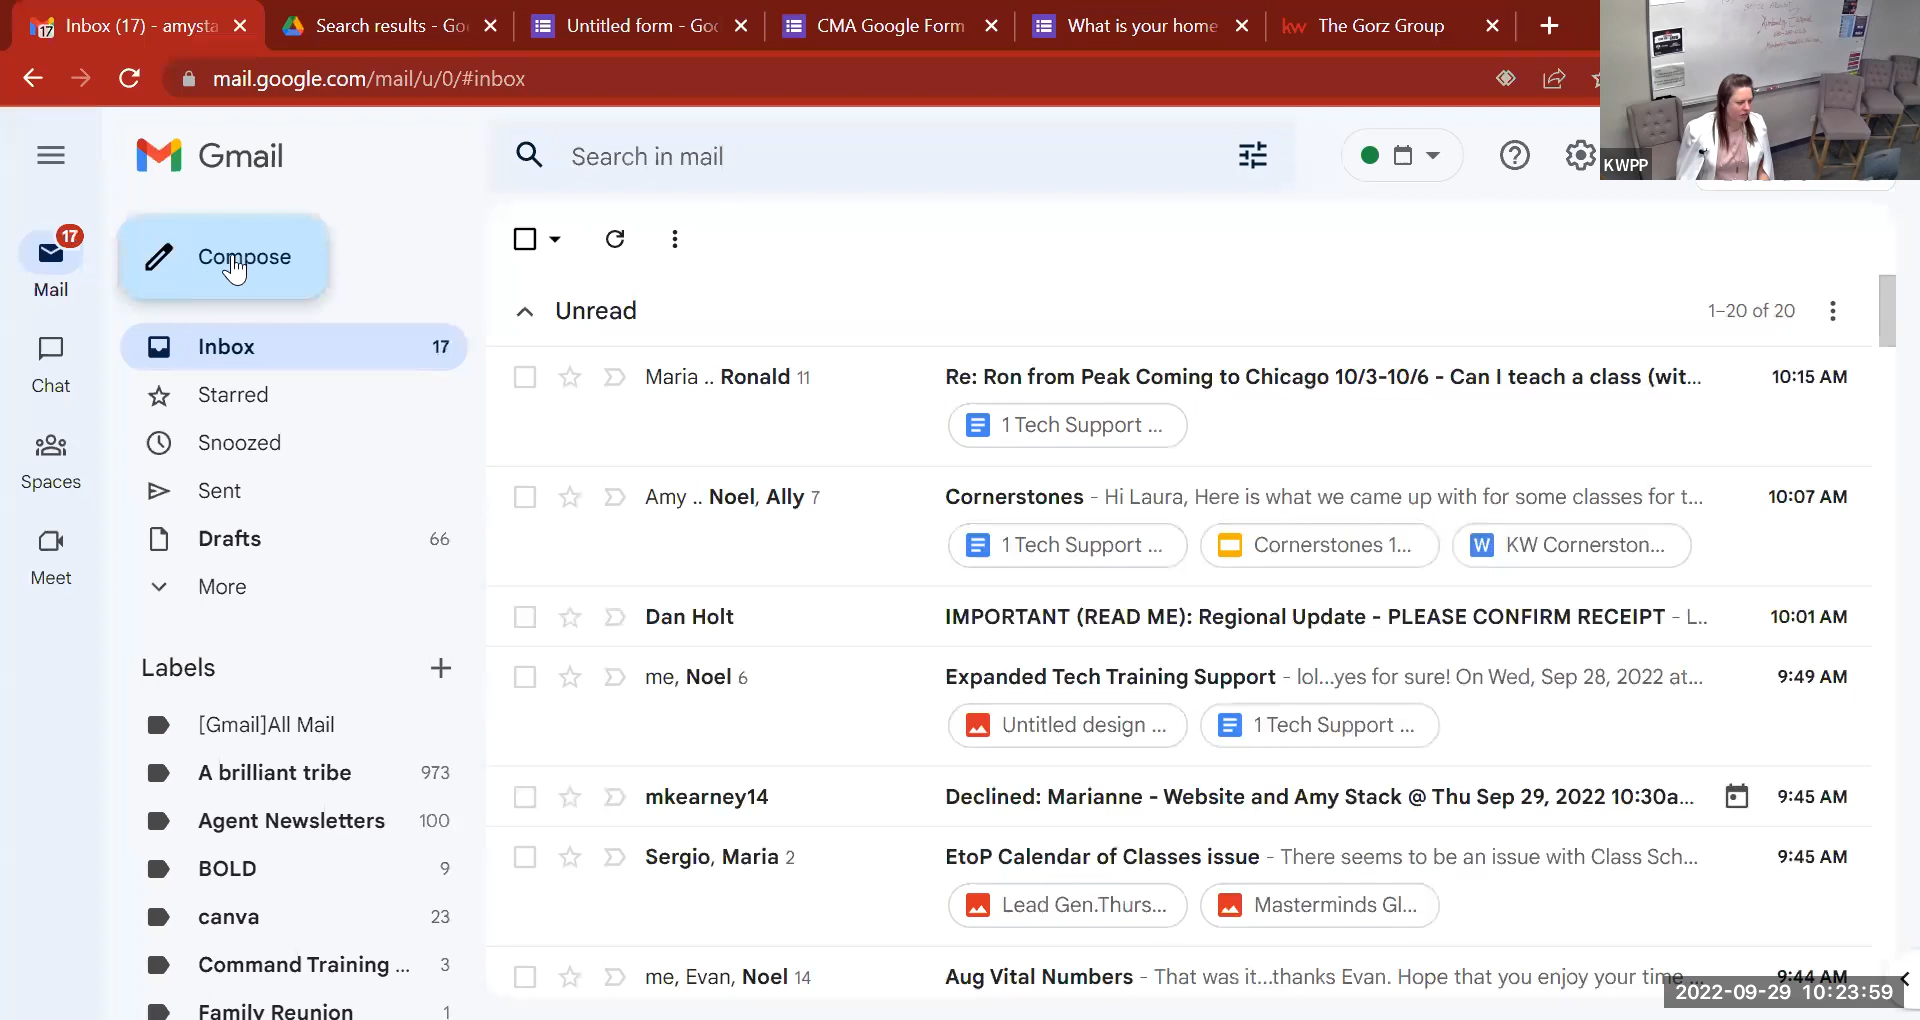 Inbox (17) - amysta
Search results - Go
Untitled form - Goo
CMA Google Form
What is your home
kw The Gorz Group
mail.google.com/mail/u/0/#inbox
KWPP
Gmail
Search in mail
Compose
17
Mail
Chat
Spaces
Meet
Inbox 17
Starred
Snoozed
Sent
Drafts 66
More
Labels
[Gmail]All Mail
A brilliant tribe 973
Agent Newsletters 100
BOLD 9
canva 23
Command Training ... 3
Family Reunion 1
Unread 1–20 of 20
Maria .. Ronald 11 Re: Ron from Peak Coming to Chicago 10/3-10/6 - Can I teach a class (wit... 10:15 AM
1 Tech Support ...
Amy .. Noel, Ally 7 Cornerstones - Hi Laura, Here is what we came up with for some classes for t... 10:07 AM
1 Tech Support ... Cornerstones 1... W KW Cornerston...
Dan Holt IMPORTANT (READ ME): Regional Update - PLEASE CONFIRM RECEIPT - L.. 10:01 AM
me, Noel 6 Expanded Tech Training Support - lol...yes for sure! On Wed, Sep 28, 2022 at... 9:49 AM
Untitled design ... 1 Tech Support ...
mkearney14 Declined: Marianne - Website and Amy Stack @ Thu Sep 29, 2022 10:30a... 9:45 AM
Sergio, Maria 2 EtoP Calendar of Classes issue - There seems to be an issue with Class Sch... 9:45 AM
Lead Gen.Thurs... Masterminds Gl...
me, Evan, Noel 14 Aug Vital Numbers - That was it...thanks Evan. Hope that you enjoy your time ... 9:44 AM
2022-09-29 10:23:59